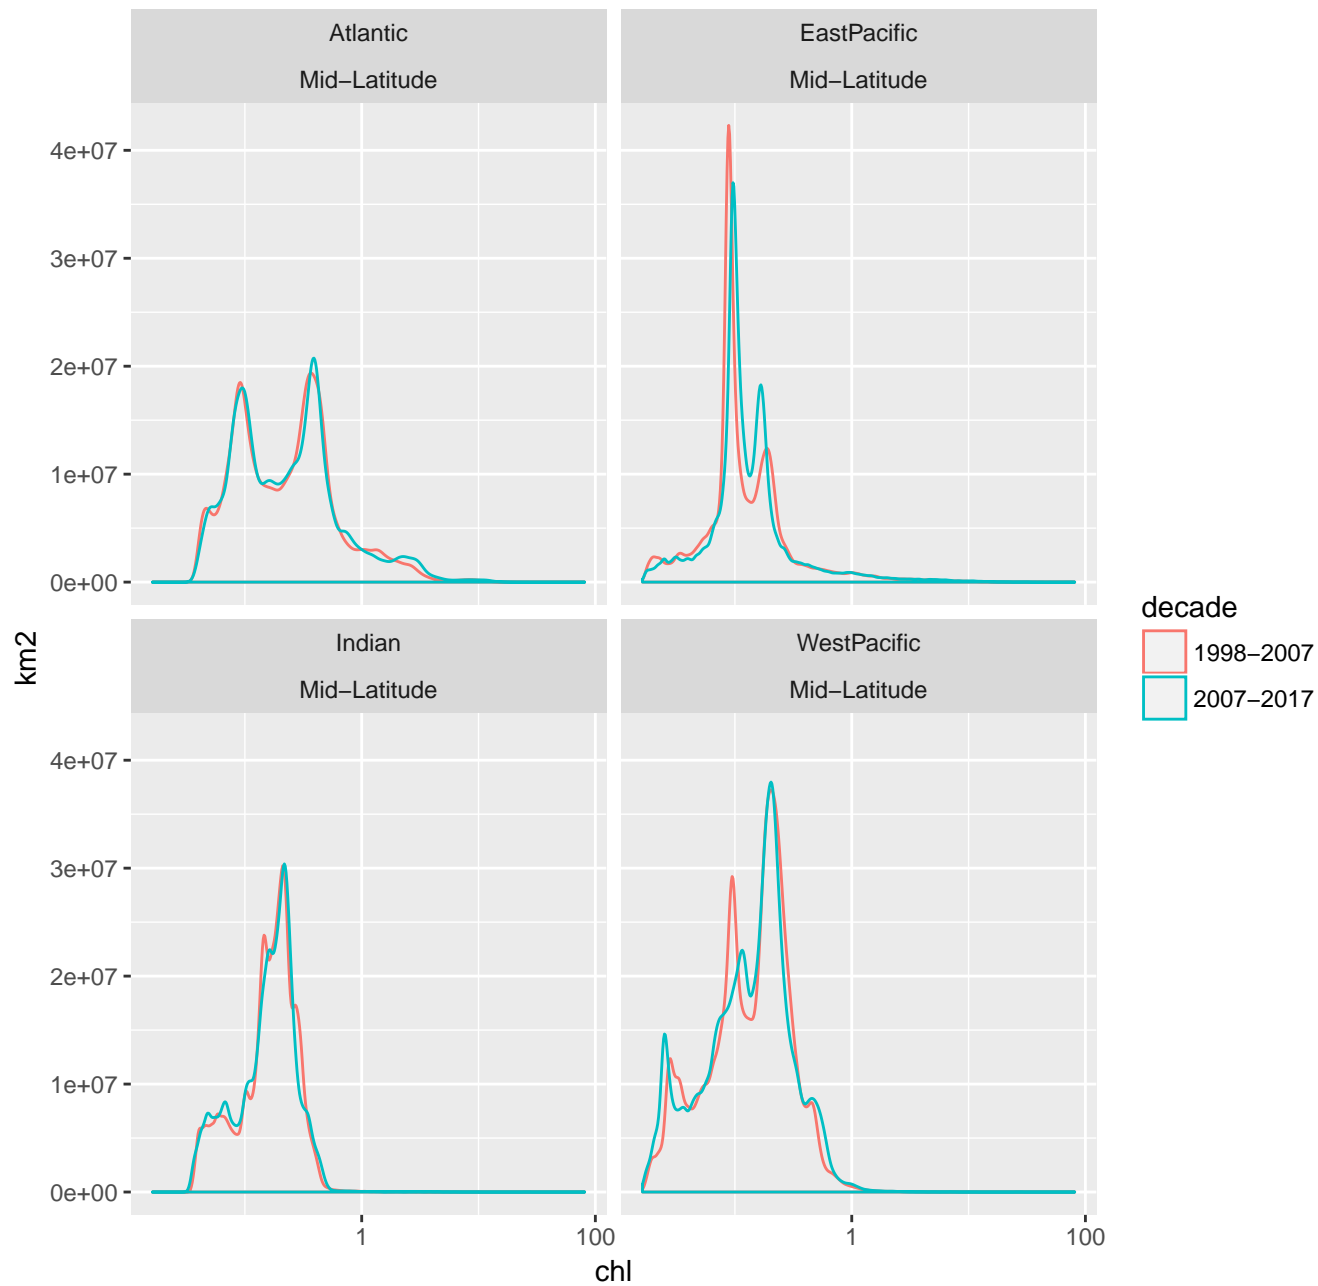 Atlantic
Mid−Latitude
EastPacific
Mid−Latitude
4e+07
3e+07
2e+07
1e+07
0e+00
Indian
Mid−Latitude
WestPacific
Mid−Latitude
4e+07
3e+07
2e+07
1e+07
0e+00
1
100
1
100
chl
km2
decade
1998−2007
2007−2017